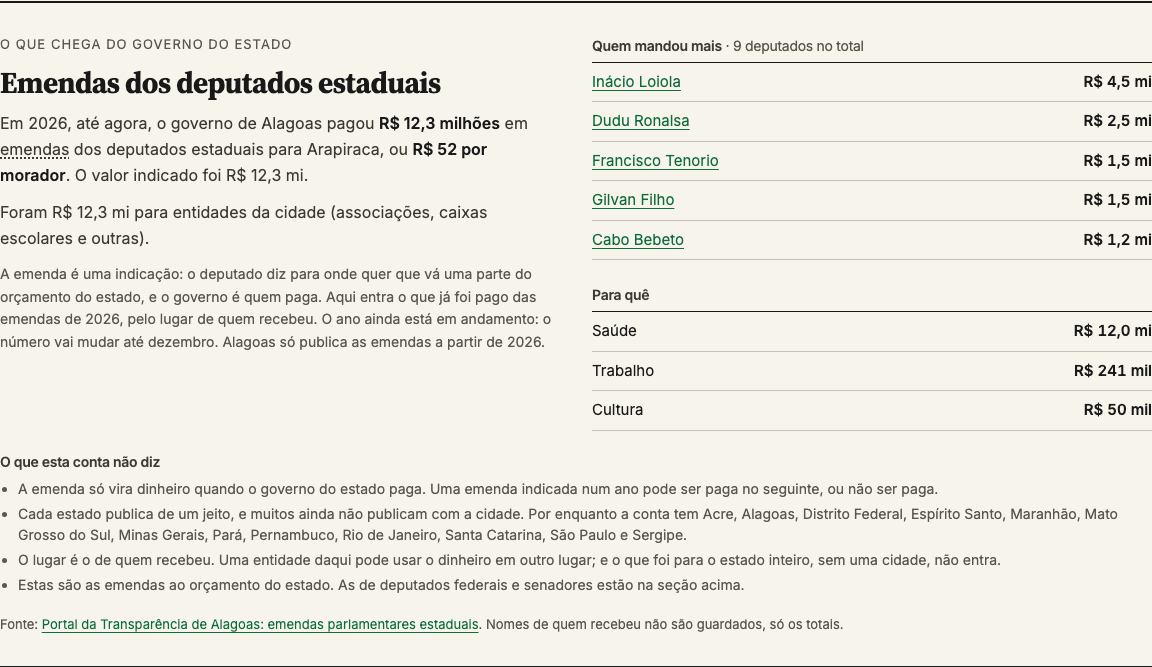 O QUE CHEGA DO GOVERNO DO ESTADO
Emendas dos deputados estaduais
Em 2026, até agora, o governo de Alagoas pagou R$ 12,3 milhões em
emendas dos deputados estaduais para Arapiraca, ou R$ 52 por
morador. O valor indicado foi R$ 12,3 mi.
Foram R$ 12,3 mi para entidades da cidade (associações, caixas
escolares e outras).
A emenda é uma indicação: o deputado diz para onde quer que vá uma parte do
orçamento do estado, e o governo é quem paga. Aqui entra o que já foi pago das
emendas de 2026, pelo lugar de quem recebeu. O ano ainda está em andamento: o
número vai mudar até dezembro. Alagoas só publica as emendas a partir de 2026.
Quem mandou mais · 9 deputados no total
Inácio Loiola R$ 4,5 mi
Dudu Ronalsa R$ 2,5 mi
Francisco Tenorio R$ 1,5 mi
Gilvan Filho R$ 1,5 mi
Cabo Bebeto R$ 1,2 mi
Para quê
Saúde R$ 12,0 mi
Trabalho R$ 241 mil
Cultura R$ 50 mil
O que esta conta não diz
• A emenda só vira dinheiro quando o governo do estado paga. Uma emenda indicada num ano pode ser paga no seguinte, ou não ser paga.
• Cada estado publica de um jeito, e muitos ainda não publicam com a cidade. Por enquanto a conta tem Acre, Alagoas, Distrito Federal, Espírito Santo, Maranhão, Mato
Grosso do Sul, Minas Gerais, Pará, Pernambuco, Rio de Janeiro, Santa Catarina, São Paulo e Sergipe.
• O lugar é o de quem recebeu. Uma entidade daqui pode usar o dinheiro em outro lugar; e o que foi para o estado inteiro, sem uma cidade, não entra.
• Estas são as emendas ao orçamento do estado. As de deputados federais e senadores estão na seção acima.
Fonte: Portal da Transparência de Alagoas: emendas parlamentares estaduais. Nomes de quem recebeu não são guardados, só os totais.